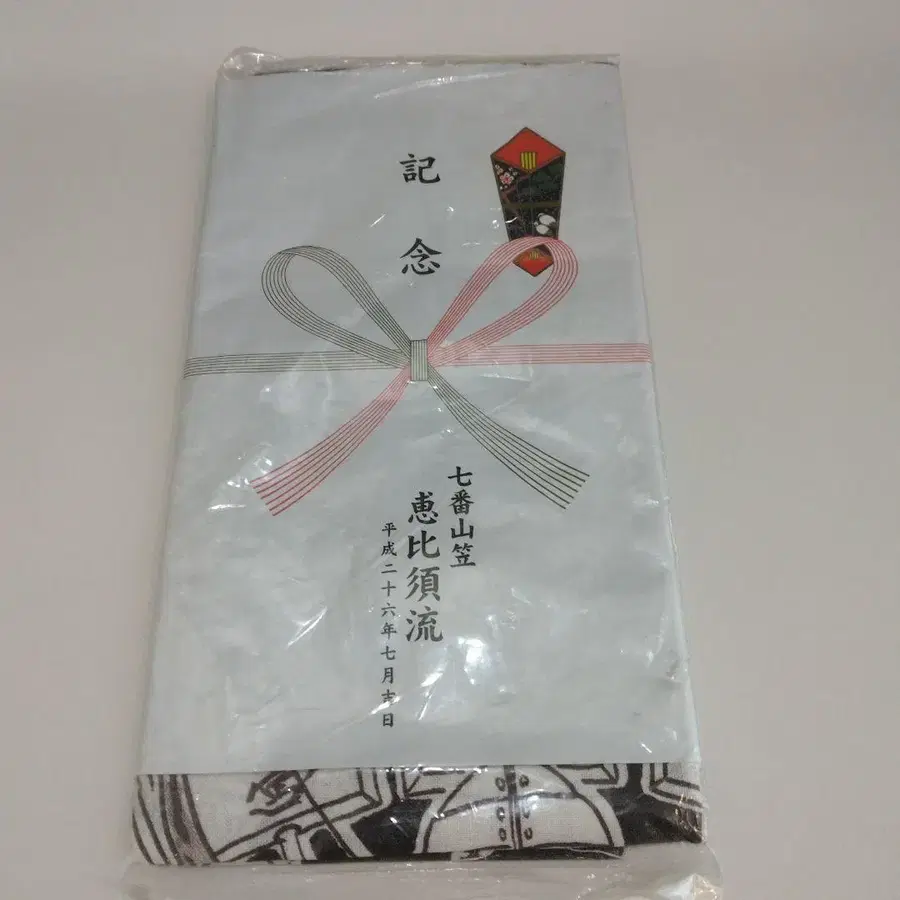 記念
七番山笠
恵比須流
平成二十六年七月吉日